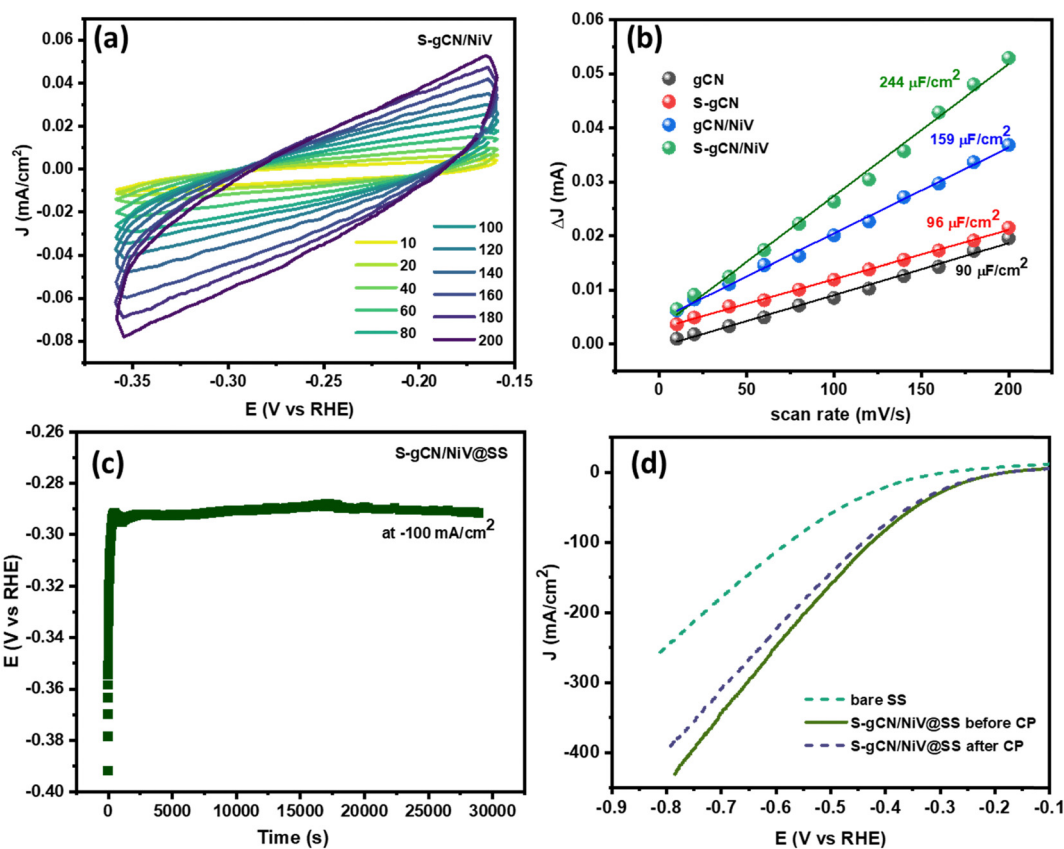 (a)
S-gCN/NiV
0.06
0.04
0.02
0.00
-0.02
-0.04
-0.06
-0.08
J (mA/cm²)
10
20
40
60
80
100
120
140
160
180
200
-0.35
-0.30
-0.25
-0.20
-0.15
E (V vs RHE)
(b)
gCN
S-gCN
gCN/NiV
S-gCN/NiV
244 μF/cm²
159 μF/cm²
96 μF/cm²
90 μF/cm²
0.06
0.05
0.04
0.03
0.02
0.01
0.00
ΔJ (mA)
0
50
100
150
200
scan rate (mV/s)
(c)
S-gCN/NiV@SS
at -100 mA/cm²
-0.26
-0.28
-0.30
-0.32
-0.34
-0.36
-0.38
-0.40
E (V vs RHE)
0
5000
10000
15000
20000
25000
30000
Time (s)
(d)
0
-100
-200
-300
-400
J (mA/cm²)
bare SS
S-gCN/NiV@SS before CP
S-gCN/NiV@SS after CP
-0.9
-0.8
-0.7
-0.6
-0.5
-0.4
-0.3
-0.2
-0.1
E (V vs RHE)